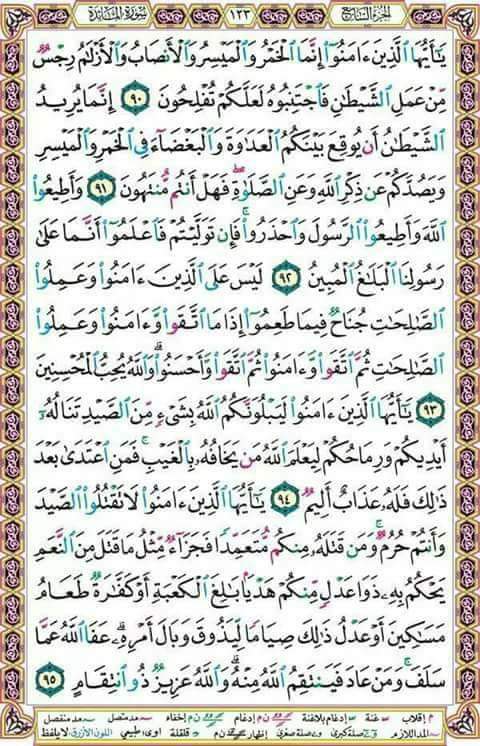 الجزء السابع ١٢٣ سورة المائدة
يَـٰٓأَيُّهَا ٱلَّذِينَ ءَامَنُوٓا۟ إِنَّمَا ٱلْخَمْرُ وَٱلْمَيْسِرُ وَٱلْأَنصَابُ وَٱلْأَزْلَـٰمُ رِجْسٌ
مِّنْ عَمَلِ ٱلشَّيْطَـٰنِ فَٱجْتَنِبُوهُ لَعَلَّكُمْ تُفْلِحُونَ ٩٠ إِنَّمَا يُرِيدُ
ٱلشَّيْطَـٰنُ أَن يُوقِعَ بَيْنَكُمُ ٱلْعَدَٰوَةَ وَٱلْبَغْضَآءَ فِى ٱلْخَمْرِ وَٱلْمَيْسِرِ
وَيَصُدَّكُمْ عَن ذِكْرِ ٱللَّهِ وَعَنِ ٱلصَّلَوٰةِ ۖ فَهَلْ أَنتُم مُّنتَهُونَ ٩١ وَأَطِيعُوا۟
ٱللَّهَ وَأَطِيعُوا۟ ٱلرَّسُولَ وَٱحْذَرُوا۟ ۚ فَإِن تَوَلَّيْتُمْ فَٱعْلَمُوٓا۟ أَنَّمَا عَلَىٰ
رَسُولِنَا ٱلْبَلَـٰغُ ٱلْمُبِينُ ٩٢ لَيْسَ عَلَى ٱلَّذِينَ ءَامَنُوا۟ وَعَمِلُوا۟
ٱلصَّـٰلِحَـٰتِ جُنَاحٌ فِيمَا طَعِمُوٓا۟ إِذَا مَا ٱتَّقَوا۟ وَّءَامَنُوا۟ وَعَمِلُوا۟
ٱلصَّـٰلِحَـٰتِ ثُمَّ ٱتَّقَوا۟ وَّءَامَنُوا۟ ثُمَّ ٱتَّقَوا۟ وَّأَحْسَنُوا۟ ۗ وَٱللَّهُ يُحِبُّ ٱلْمُحْسِنِينَ
٩٣ يَـٰٓأَيُّهَا ٱلَّذِينَ ءَامَنُوا۟ لَيَبْلُوَنَّكُمُ ٱللَّهُ بِشَىْءٍ مِّنَ ٱلصَّيْدِ تَنَالُهُۥٓ
أَيْدِيكُمْ وَرِمَاحُكُمْ لِيَعْلَمَ ٱللَّهُ مَن يَخَافُهُۥ بِٱلْغَيْبِ ۚ فَمَنِ ٱعْتَدَىٰ بَعْدَ
ذَٰلِكَ فَلَهُۥ عَذَابٌ أَلِيمٌ ٩٤ يَـٰٓأَيُّهَا ٱلَّذِينَ ءَامَنُوا۟ لَا تَقْتُلُوا۟ ٱلصَّيْدَ
وَأَنتُمْ حُرُمٌ ۚ وَمَن قَتَلَهُۥ مِنكُم مُّتَعَمِّدًا فَجَزَآءٌ مِّثْلُ مَا قَتَلَ مِنَ ٱلنَّعَمِ
يَحْكُمُ بِهِۦ ذَوَا عَدْلٍ مِّنكُمْ هَدْيًۢا بَـٰلِغَ ٱلْكَعْبَةِ أَوْ كَفَّـٰرَةٌ طَعَامُ
مَسَـٰكِينَ أَوْ عَدْلُ ذَٰلِكَ صِيَامًا لِّيَذُوقَ وَبَالَ أَمْرِهِۦ ۗ عَفَا ٱللَّهُ عَمَّا
سَلَفَ ۚ وَمَنْ عَادَ فَيَنتَقِمُ ٱللَّهُ مِنْهُ ۗ وَٱللَّهُ عَزِيزٌ ذُو ٱنتِقَامٍ ٩٥
م إقلاب غنة إدغام بلاغنة ن م إدغام ن م إخفاء مد متصل مد منفصل
المد اللازم صلة كبرى صلة صغرى إظهار ن م قلقلة اوى طبيعي اللون الأزرق لا يلفظ